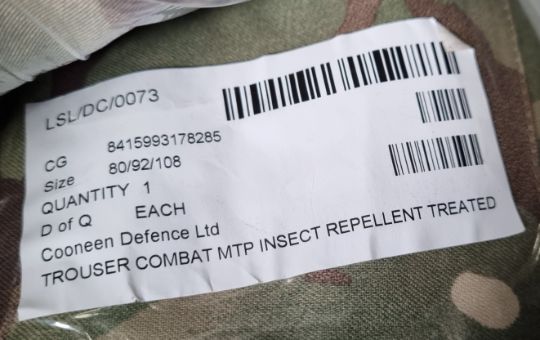 LSL/DC/0073
CG 8415993178285
Size 80/92/108
QUANTITY 1
D of Q EACH
Cooneen Defence Ltd
TROUSER COMBAT MTP INSECT REPELLENT TREATED